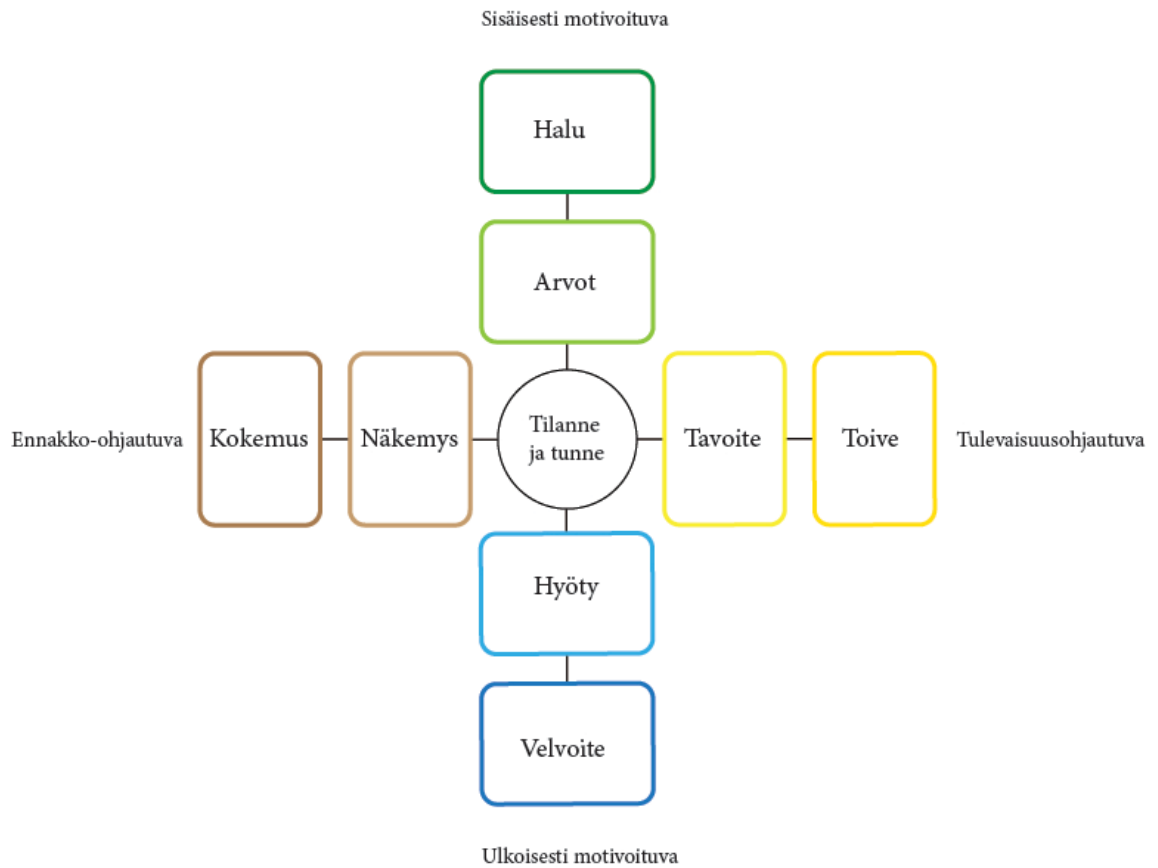 Sisäisesti motivoituva
Halu
Arvot
Ennakko-ohjautuva
Kokemus
Näkemys
Tilanne
ja tunne
Tavoite
Toive
Tulevaisuusohjautuva
Hyöty
Velvoite
Ulkoisesti motivoituva